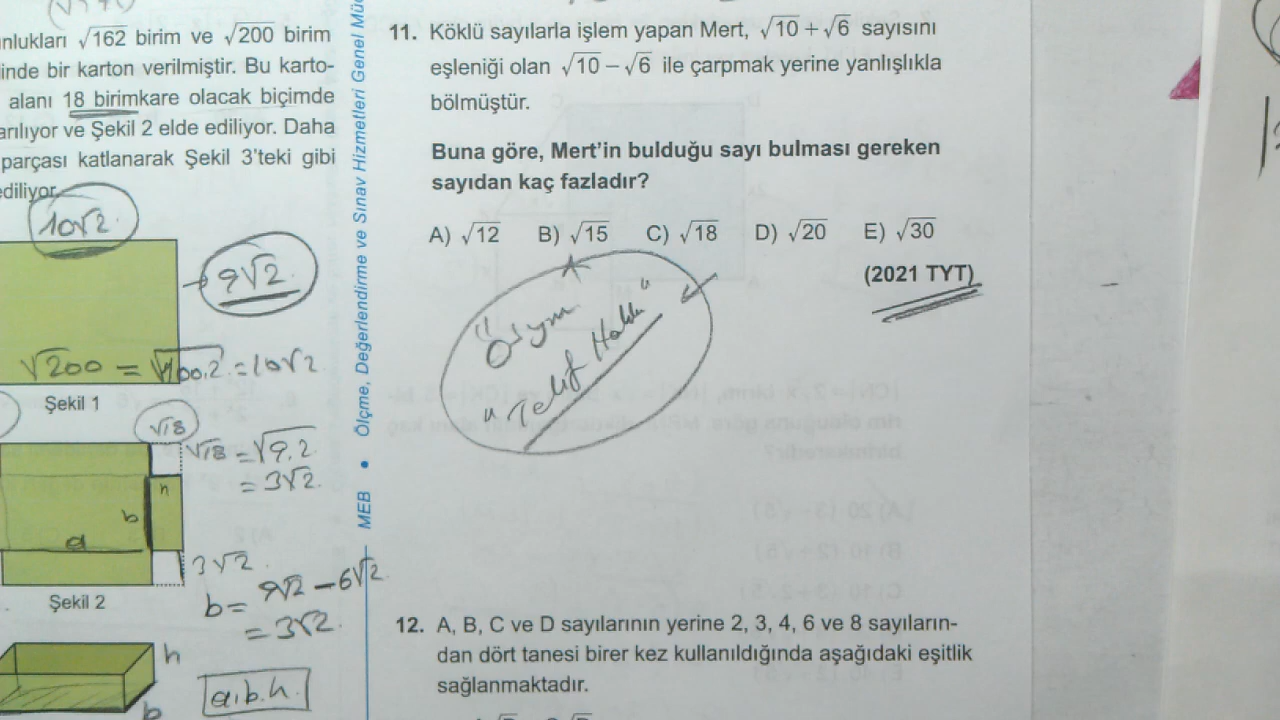 nlukları √162 birim ve √200 birim
inde bir karton verilmiştir. Bu karto-
alanı 18 birimkare olacak biçimde
arılıyor ve Şekil 2 elde ediliyor. Daha
parçası katlanarak Şekil 3'teki gibi
ediliyor.
10√2
9√2
√200 = √100.2 = 10√2
Şekil 1
√18
√18 = √9.2
= 3√2
h
b
a
3√2
b = 9√2 − 6√2
= 3√2
Şekil 2
h
b
a.b.h
MEB • Ölçme, Değerlendirme ve Sınav Hizmetleri Genel Mü
11. Köklü sayılarla işlem yapan Mert, √10 + √6 sayısını
eşleniği olan √10 − √6 ile çarpmak yerine yanlışlıkla
bölmüştür.
Buna göre, Mert'in bulduğu sayı bulması gereken
sayıdan kaç fazladır?
A) √12 B) √15 C) √18 D) √20 E) √30
(2021 TYT)
"Ösym
"Telif Hakkı"
12. A, B, C ve D sayılarının yerine 2, 3, 4, 6 ve 8 sayıların-
dan dört tanesi birer kez kullanıldığında aşağıdaki eşitlik
sağlanmaktadır.